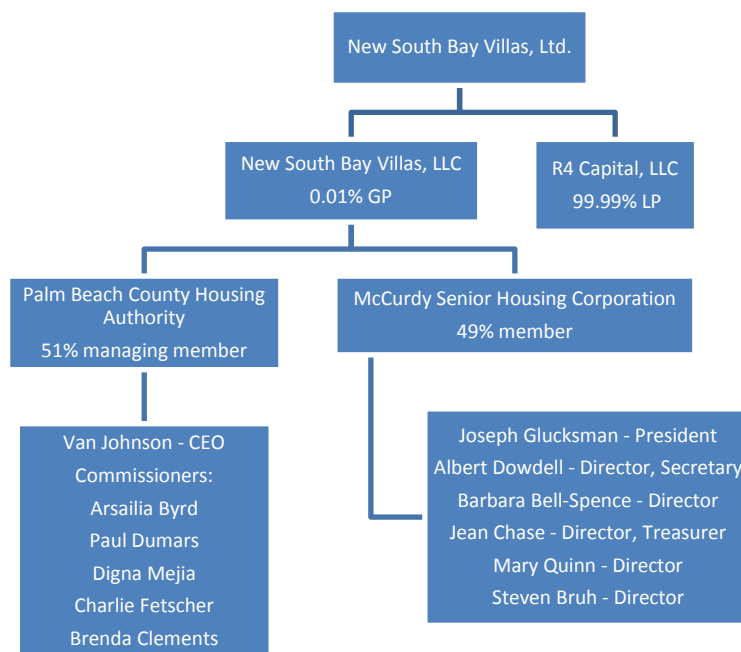 New South Bay Villas, Ltd.
New South Bay Villas, LLC
0.01% GP
R4 Capital, LLC
99.99% LP
Palm Beach County Housing
Authority
51% managing member
McCurdy Senior Housing Corporation
49% member
Van Johnson - CEO
Commissioners:
Arsailia Byrd
Paul Dumars
Digna Mejia
Charlie Fetscher
Brenda Clements
Joseph Glucksman - President
Albert Dowdell - Director, Secretary
Barbara Bell-Spence - Director
Jean Chase - Director, Treasurer
Mary Quinn - Director
Steven Bruh - Director